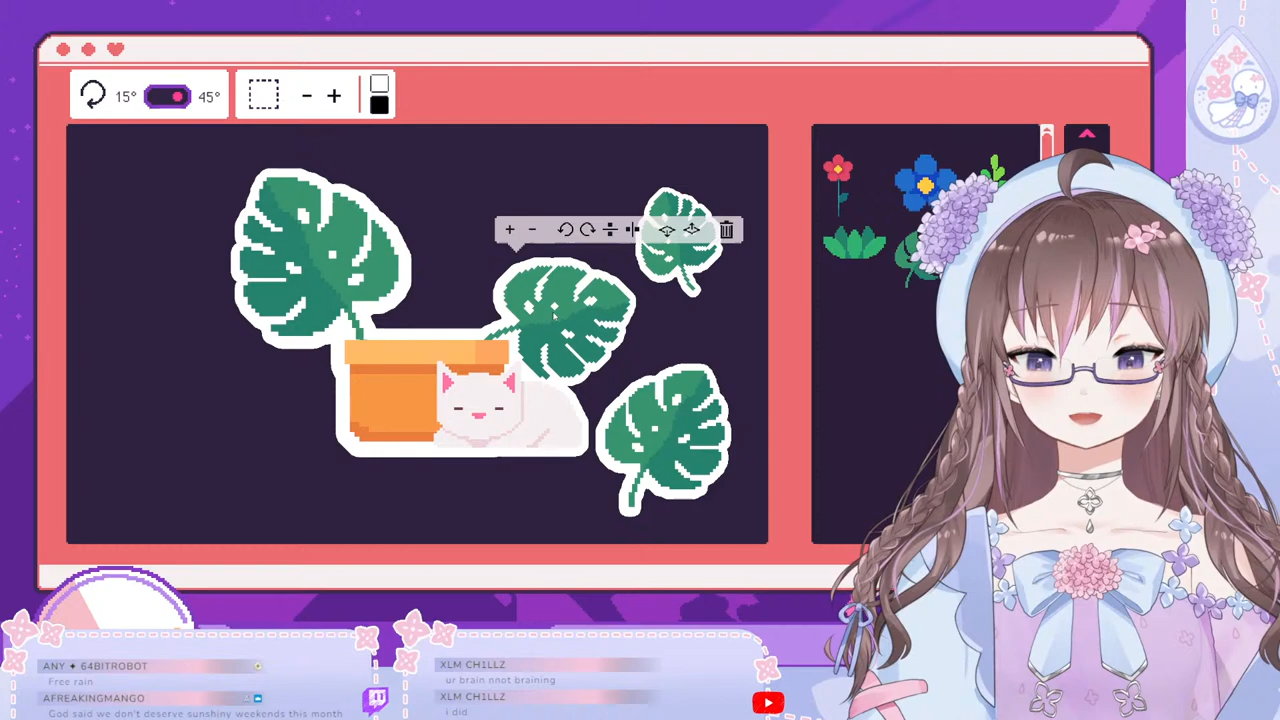 15° 45°
ANY ✦ 64BITROBOT
Free rain
AFREAKINGMANGO
God said we don't deserve sunshiny weekends this month
XLM CH1LLZ
ur brain nnot braining
XLM CH1LLZ
i did